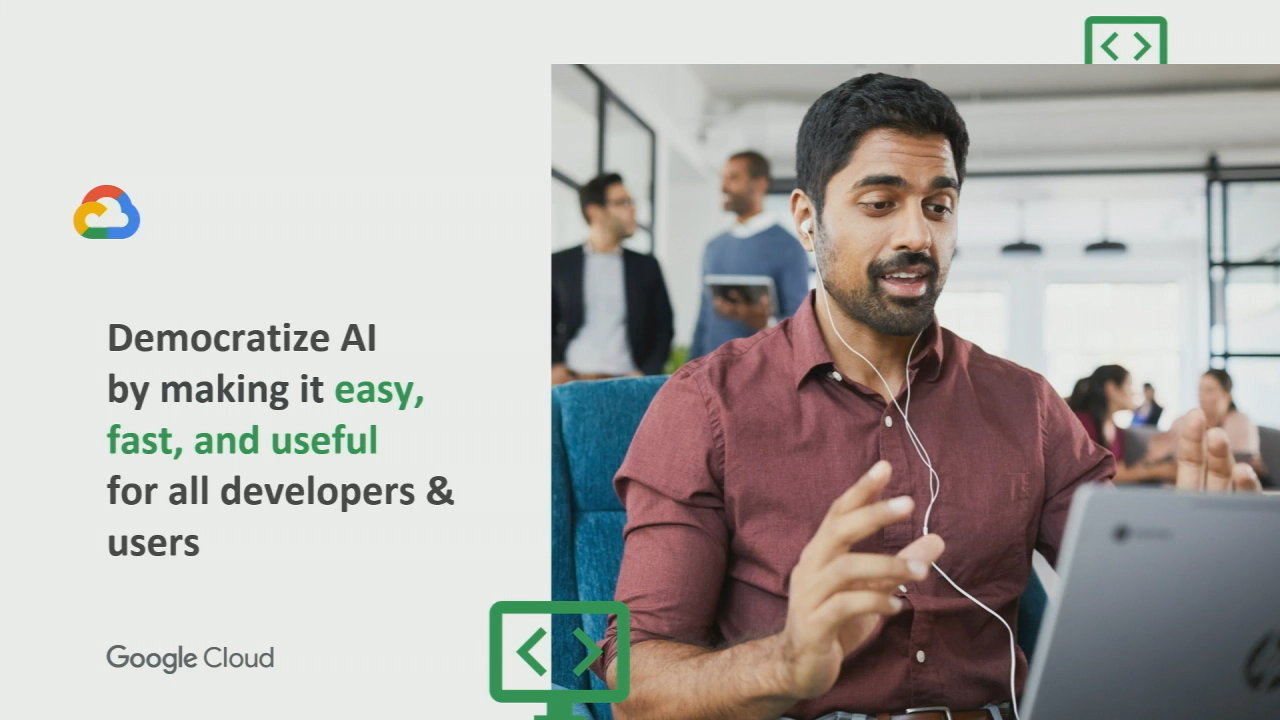 Democratize AI
by making it easy,
fast, and useful
for all developers &
users
Google Cloud